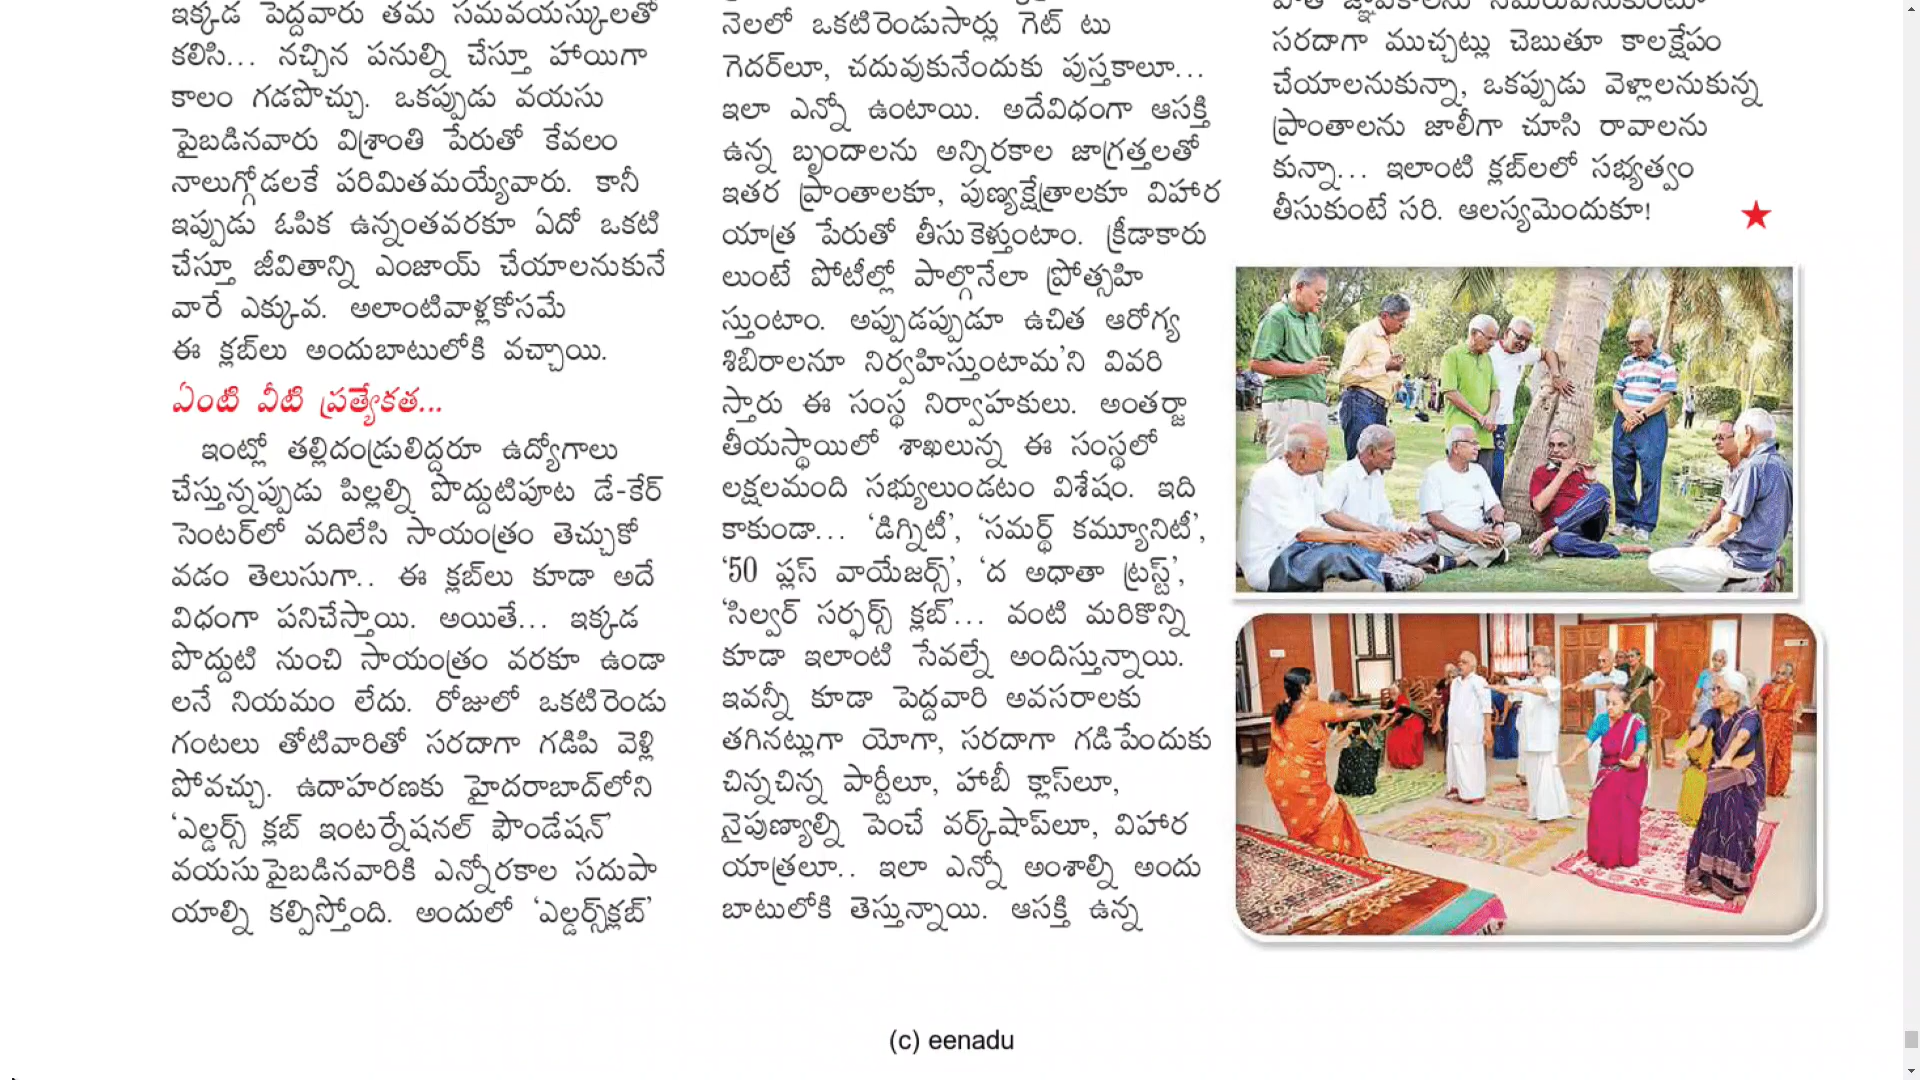 ఇక్కడ పెద్దవారు తమ సమవయస్కులతో
కలిసి... నచ్చిన పనుల్ని చేస్తూ హాయిగా
కాలం గడపొచ్చు. ఒకప్పుడు వయసు
పైబడినవారు విశ్రాంతి పేరుతో కేవలం
నాలుగ్గోడలకే పరిమితమయ్యేవారు. కానీ
ఇప్పుడు ఓపిక ఉన్నంతవరకూ ఏదో ఒకటి
చేస్తూ జీవితాన్ని ఎంజాయ్ చేయాలనుకునే
వారే ఎక్కువ. అలాంటివాళ్లకోసమే
ఈ క్లబ్‌లు అందుబాటులోకి వచ్చాయి.
ఏంటి వీటి ప్రత్యేకత...
ఇంట్లో తల్లిదండ్రులిద్దరూ ఉద్యోగాలు
చేస్తున్నప్పుడు పిల్లల్ని పొద్దుటిపూట డే-కేర్
సెంటర్‌లో వదిలేసి సాయంత్రం తెచ్చుకో
వడం తెలుసుగా.. ఈ క్లబ్‌లు కూడా అదే
విధంగా పనిచేస్తాయి. అయితే... ఇక్కడ
పొద్దుటి నుంచి సాయంత్రం వరకూ ఉండా
లనే నియమం లేదు. రోజులో ఒకటిరెండు
గంటలు తోటివారితో సరదాగా గడిపి వెళ్లి
పోవచ్చు. ఉదాహరణకు హైదరాబాద్‌లోని
‘ఎల్డర్స్ క్లబ్ ఇంటర్నేషనల్ ఫౌండేషన్’
వయసుపైబడినవారికి ఎన్నోరకాల సదుపా
యాల్ని కల్పిస్తోంది. అందులో ‘ఎల్డర్స్‌క్లబ్’
నెలలో ఒకటిరెండుసార్లు గెట్ టు
గెదర్‌లూ, చదువుకునేందుకు పుస్తకాలూ...
ఇలా ఎన్నో ఉంటాయి. అదేవిధంగా ఆసక్తి
ఉన్న బృందాలను అన్నిరకాల జాగ్రత్తలతో
ఇతర ప్రాంతాలకూ, పుణ్యక్షేత్రాలకూ విహార
యాత్ర పేరుతో తీసుకెళ్తుంటాం. క్రీడాకారు
లుంటే పోటీల్లో పాల్గొనేలా ప్రోత్సహి
స్తుంటాం. అప్పుడప్పుడూ ఉచిత ఆరోగ్య
శిబిరాలనూ నిర్వహిస్తుంటామ’ని వివరి
స్తారు ఈ సంస్థ నిర్వాహకులు. అంతర్జా
తీయస్థాయిలో శాఖలున్న ఈ సంస్థలో
లక్షలమంది సభ్యులుండటం విశేషం. ఇది
కాకుండా... ‘డిగ్నిటీ’, ‘సమర్థ్ కమ్యూనిటీ’,
‘50 ప్లస్ వాయేజర్స్’, ‘ద అధాతా ట్రస్ట్’,
‘సిల్వర్ సర్ఫర్స్ క్లబ్’... వంటి మరికొన్ని
కూడా ఇలాంటి సేవల్నే అందిస్తున్నాయి.
ఇవన్నీ కూడా పెద్దవారి అవసరాలకు
తగినట్లుగా యోగా, సరదాగా గడిపేందుకు
చిన్నచిన్న పార్టీలూ, హాబీ క్లాస్‌లూ,
నైపుణ్యాల్ని పెంచే వర్క్‌షాప్‌లూ, విహార
యాత్రలూ.. ఇలా ఎన్నో అంశాల్ని అందు
బాటులోకి తెస్తున్నాయి. ఆసక్తి ఉన్న
సరదాగా ముచ్చట్లు చెబుతూ కాలక్షేపం
చేయాలనుకున్నా, ఒకప్పుడు వెళ్లాలనుకున్న
ప్రాంతాలను జాలీగా చూసి రావాలను
కున్నా... ఇలాంటి క్లబ్‌లలో సభ్యత్వం
తీసుకుంటే సరి. ఆలస్యమెందుకూ!
(c) eenadu